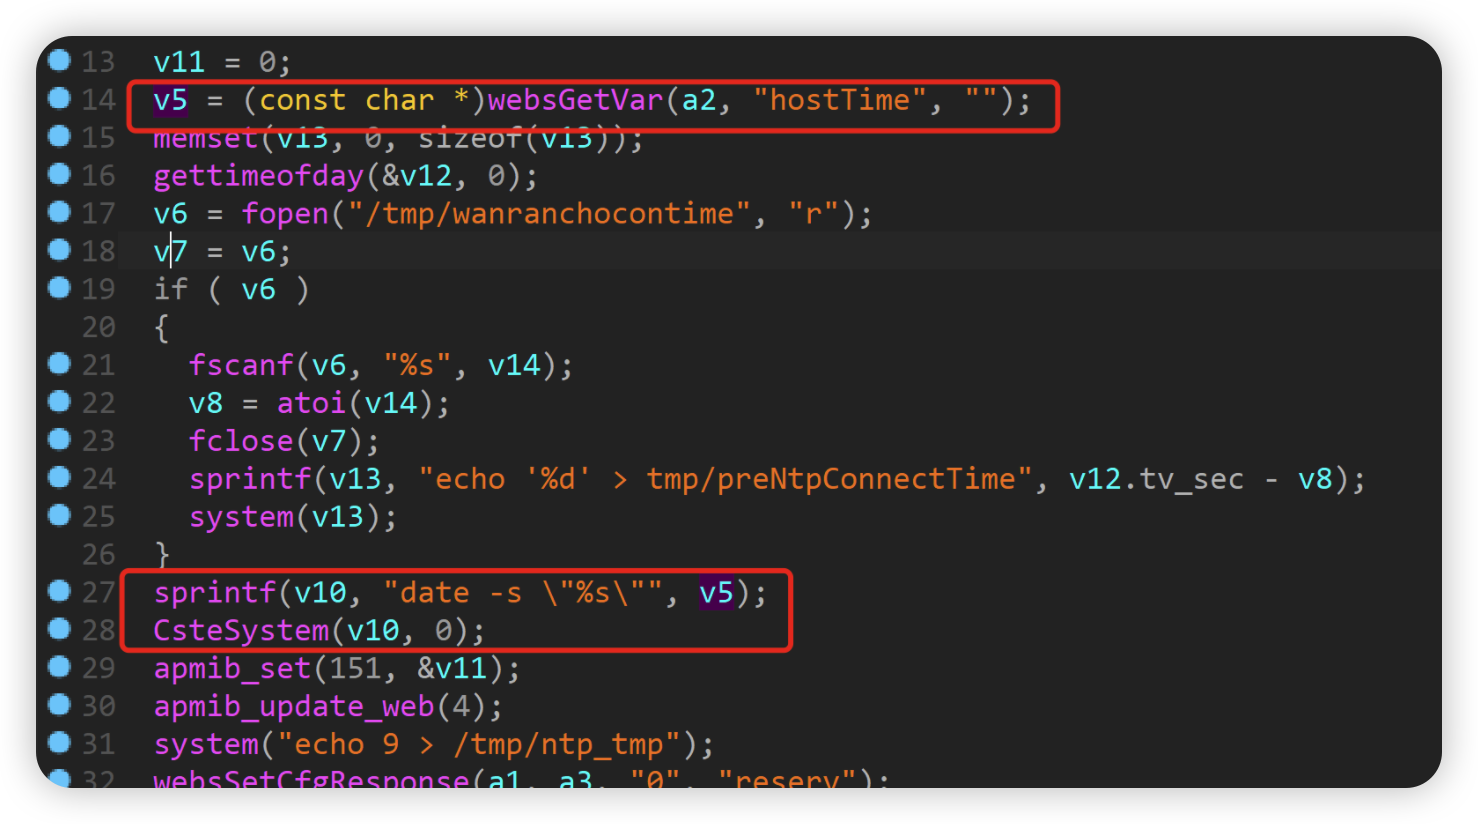 13 v11 = 0;
14 v5 = (const char *)websGetVar(a2, "hostTime", "");
15 memset(v13, 0, sizeof(v13));
16 gettimeofday(&v12, 0);
17 v6 = fopen("/tmp/wanranchocontime", "r");
18 v7 = v6;
19 if ( v6 )
20 {
21 fscanf(v6, "%s", v14);
22 v8 = atoi(v14);
23 fclose(v7);
24 sprintf(v13, "echo '%d' > tmp/preNtpConnectTime", v12.tv_sec - v8);
25 system(v13);
26 }
27 sprintf(v10, "date -s \"%s\"", v5);
28 CsteSystem(v10, 0);
29 apmib_set(151, &v11);
30 apmib_update_web(4);
31 system("echo 9 > /tmp/ntp_tmp");
32 websSetCfgResponse(a1, a3, "0", "reserv");